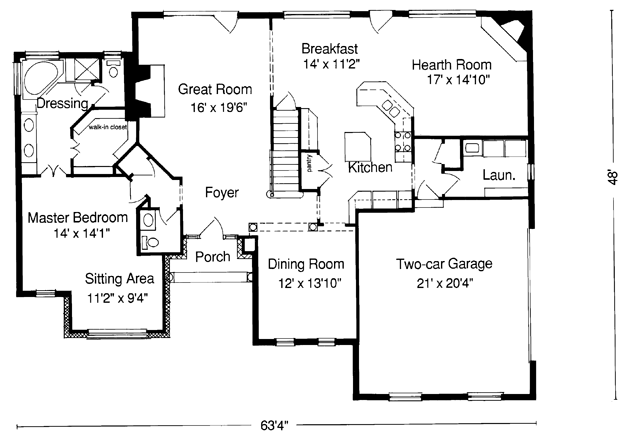 Breakfast
14' x 11'2"
Hearth Room
17' x 14'10"
Great Room
16' x 19'6"
Dressing
walk-in closet
pantry
Kitchen
Laun.
Foyer
Master Bedroom
14' x 14'1"
Porch
Sitting Area
11'2" x 9'4"
Dining Room
12' x 13'10"
Two-car Garage
21' x 20'4"
48'
63'4"